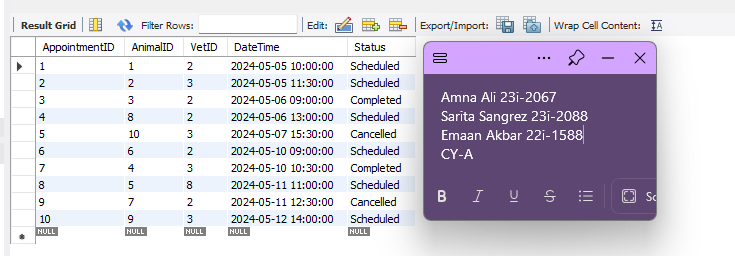 Result Grid Filter Rows: Edit: Export/Import: Wrap Cell Content:
AppointmentID AnimalID VetID DateTime Status
1 1 2 2024-05-05 10:00:00 Scheduled
2 2 3 2024-05-05 11:30:00 Scheduled
3 3 2 2024-05-06 09:00:00 Completed
4 8 2 2024-05-06 13:00:00 Scheduled
5 10 3 2024-05-07 15:30:00 Cancelled
6 6 2 2024-05-10 09:00:00 Scheduled
7 4 3 2024-05-10 10:30:00 Completed
8 5 8 2024-05-11 11:00:00 Scheduled
9 7 2 2024-05-11 12:30:00 Cancelled
10 9 3 2024-05-12 14:00:00 Scheduled
NULL NULL NULL NULL NULL
Amna Ali 23i-2067
Sarita Sangrez 23i-2088
Emaan Akbar 22i-1588
CY-A
B I U S